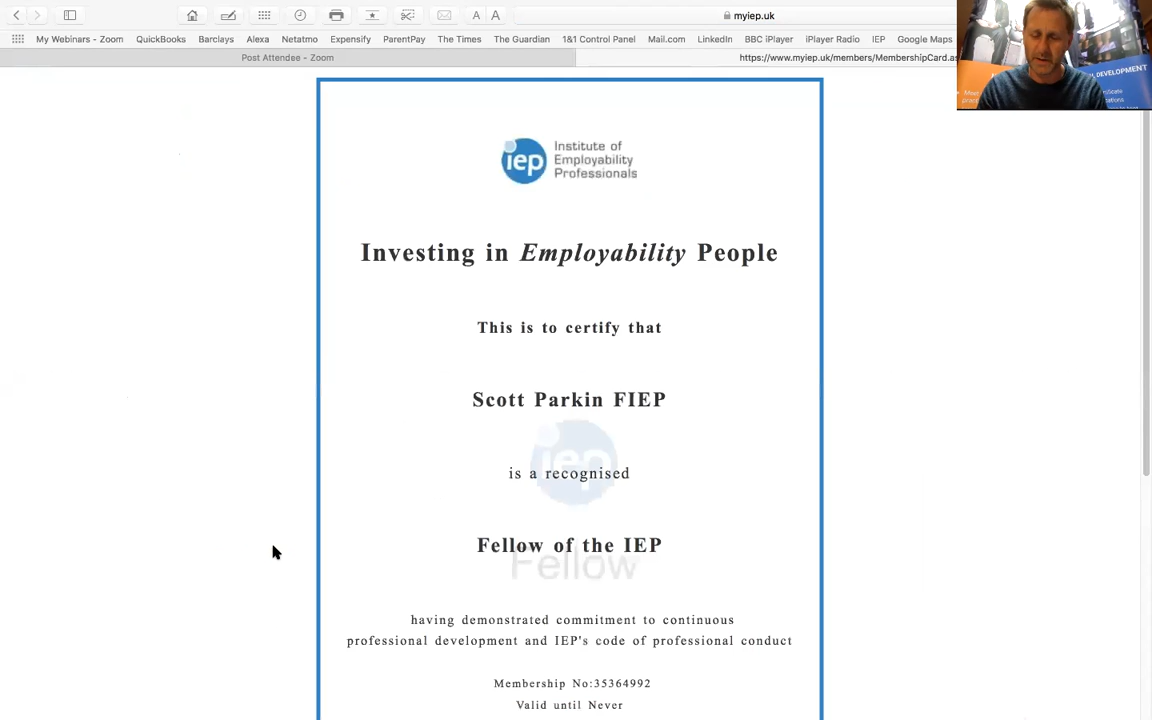 A A
myiep.uk
My Webinars - Zoom QuickBooks Barclays Alexa Netatmo Expensify ParentPay The Times The Guardian 1&1 Control Panel Mail.com LinkedIn BBC iPlayer iPlayer Radio IEP Google Maps
Post Attendee - Zoom
https://www.myiep.uk/members/MembershipCard.as
DEVELOPMENT
iep
Institute of
Employability
Professionals
Investing in Employability People
This is to certify that
Scott Parkin FIEP
iep
is a recognised
Fellow of the IEP
Fellow
having demonstrated commitment to continuous
professional development and IEP's code of professional conduct
Membership No:35364992
Valid until Never